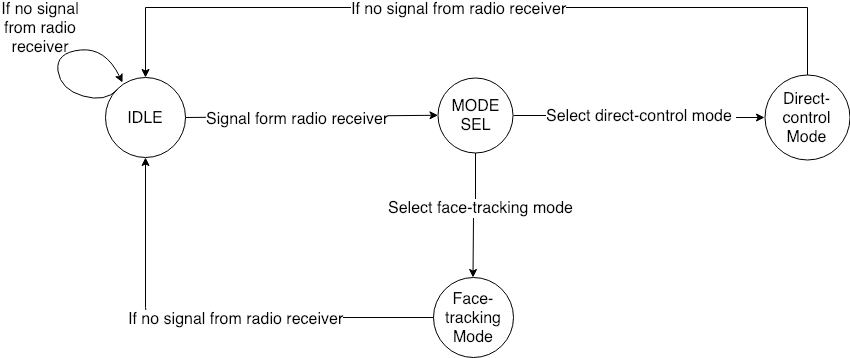 If no signal
from radio
receiver
If no signal from radio receiver
IDLE
Signal form radio receiver
MODE
SEL
Select direct-control mode
Direct-
control
Mode
Select face-tracking mode
If no signal from radio receiver
Face-
tracking
Mode